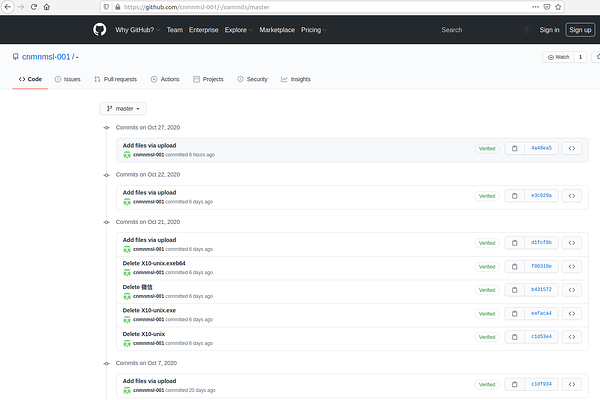 https://github.com/cnmnmsl-001/-/commits/master
Why GitHub? Team Enterprise Explore Marketplace Pricing Search Sign in Sign up
cnmnmsl-001 / - Watch 1
Code Issues Pull requests Actions Projects Security Insights
master
Commits on Oct 27, 2020
Add files via upload
cnmnmsl-001 committed 6 hours ago Verified 4a48ea5
Commits on Oct 22, 2020
Add files via upload
cnmnmsl-001 committed 6 days ago Verified e3c029a
Commits on Oct 21, 2020
Add files via upload
cnmnmsl-001 committed 6 days ago Verified d1fcf8b
Delete X10-unix.exeb64
cnmnmsl-001 committed 6 days ago Verified f00310e
Delete 微信
cnmnmsl-001 committed 6 days ago Verified b431572
Delete X10-unix.exe
cnmnmsl-001 committed 6 days ago Verified eafaca4
Delete X10-unix
cnmnmsl-001 committed 6 days ago Verified c1d53e4
Commits on Oct 7, 2020
Add files via upload
cnmnmsl-001 committed 20 days ago Verified c1df934